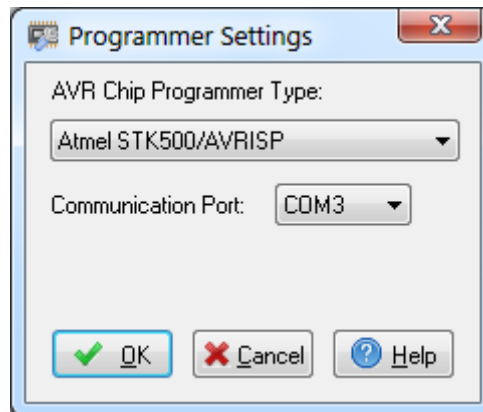 Programmer Settings
AVR Chip Programmer Type:
Atmel STK500/AVRISP
Communication Port: COM3
OK Cancel Help